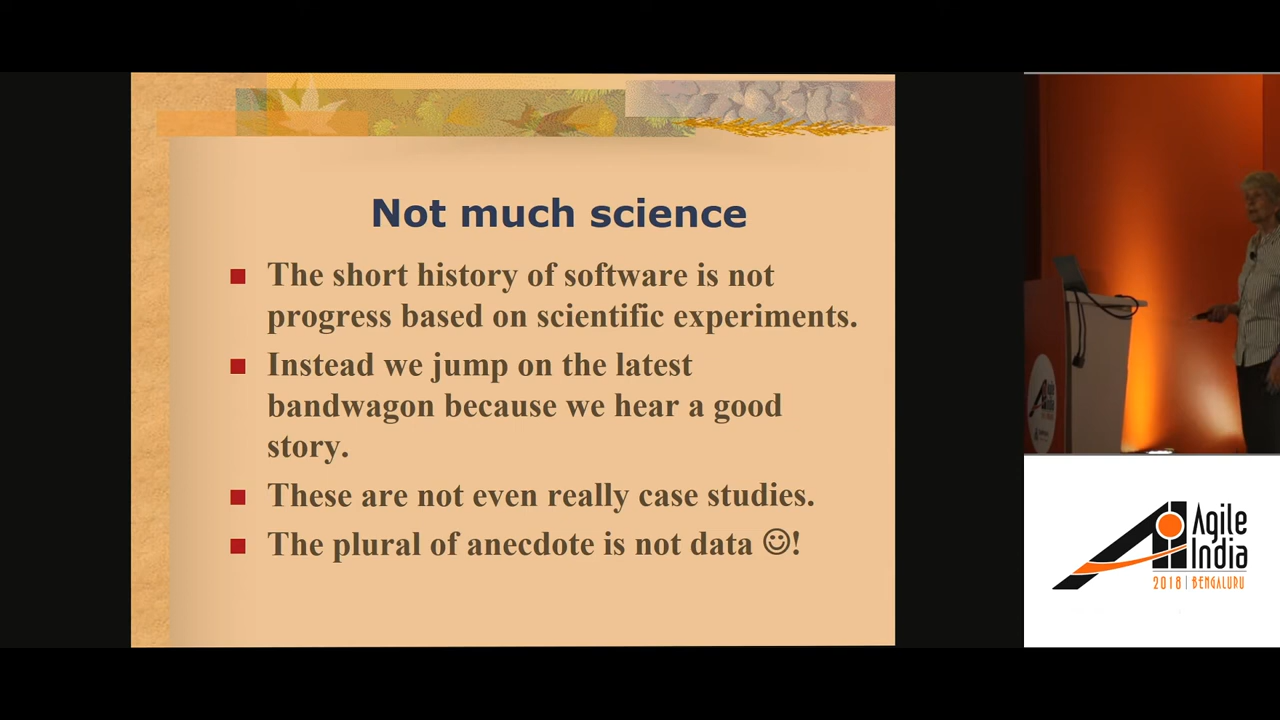 Not much science
The short history of software is not
progress based on scientific experiments.
Instead we jump on the latest
bandwagon because we hear a good
story.
These are not even really case studies.
The plural of anecdote is not data ☺!
Agile
India
2018 | BENGALURU